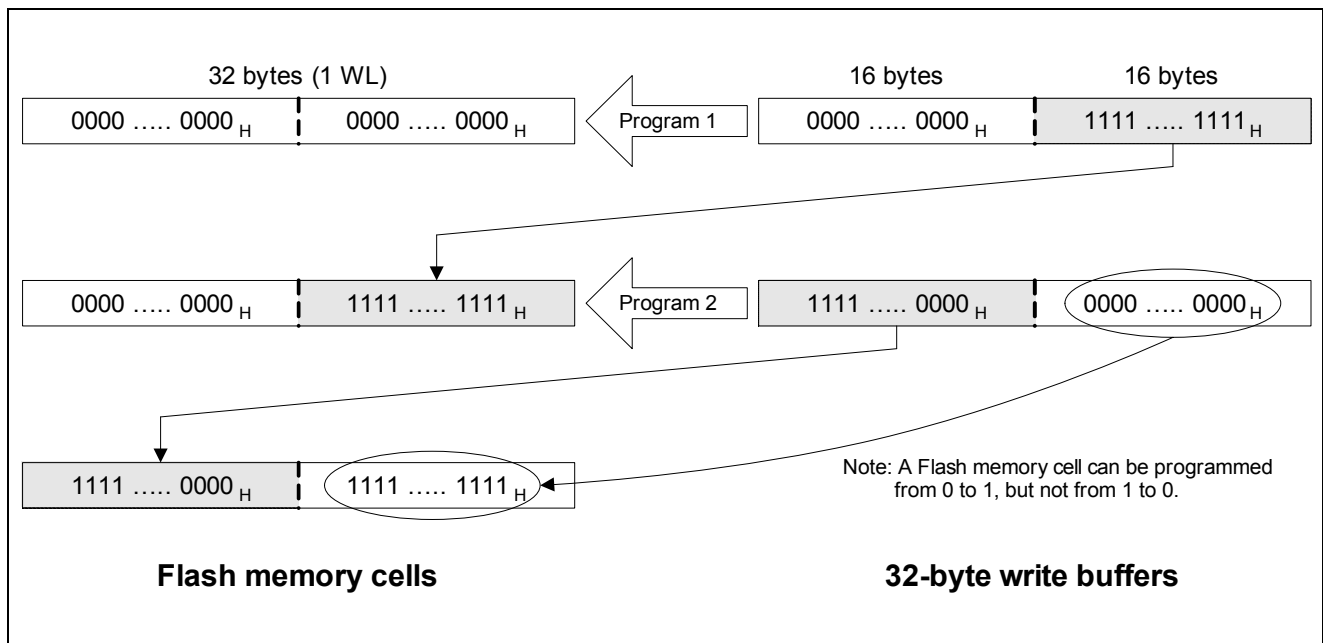 32 bytes (1 WL)
16 bytes
16 bytes
0000 ..... 0000 H
0000 ..... 0000 H
Program 1
0000 ..... 0000 H
1111 ..... 1111 H
0000 ..... 0000 H
1111 ..... 1111 H
Program 2
1111 ..... 0000 H
0000 ..... 0000 H
1111 ..... 0000 H
1111 ..... 1111 H
Note: A Flash memory cell can be programmed
from 0 to 1, but not from 1 to 0.
Flash memory cells
32-byte write buffers